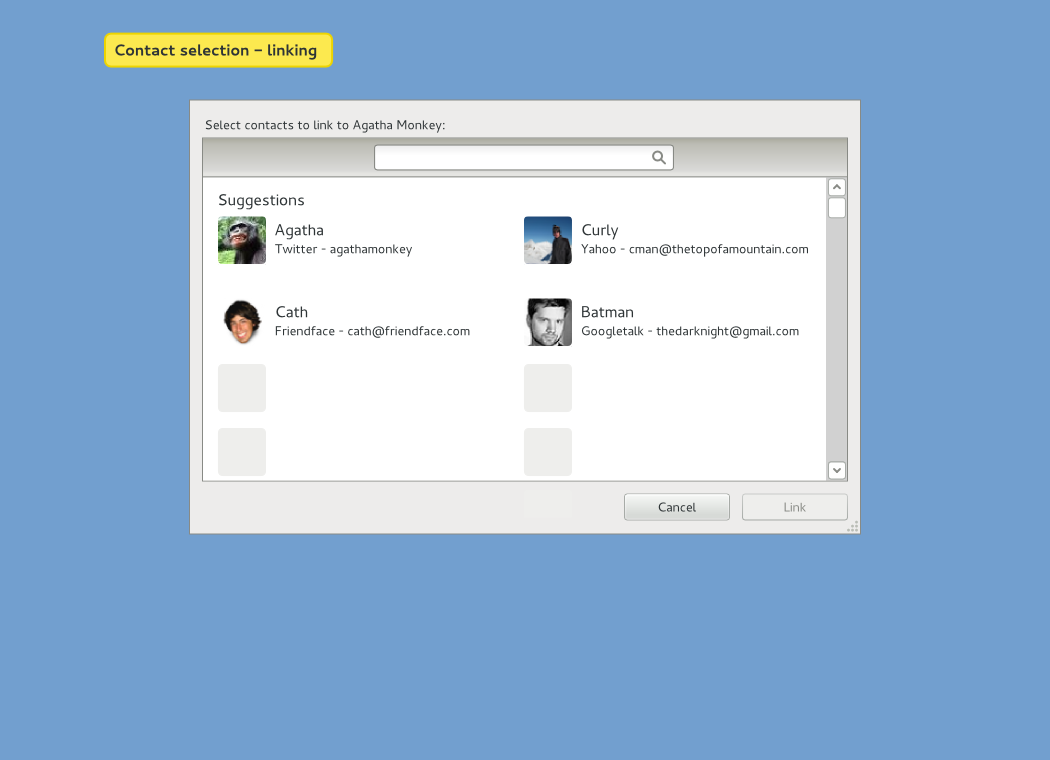 Contact selection – linking
Select contacts to link to Agatha Monkey:
Suggestions
Agatha
Twitter - agathamonkey
Curly
Yahoo - cman@thetopofamountain.com
Cath
Friendface - cath@friendface.com
Batman
Googletalk - thedarknight@gmail.com
Cancel
Link